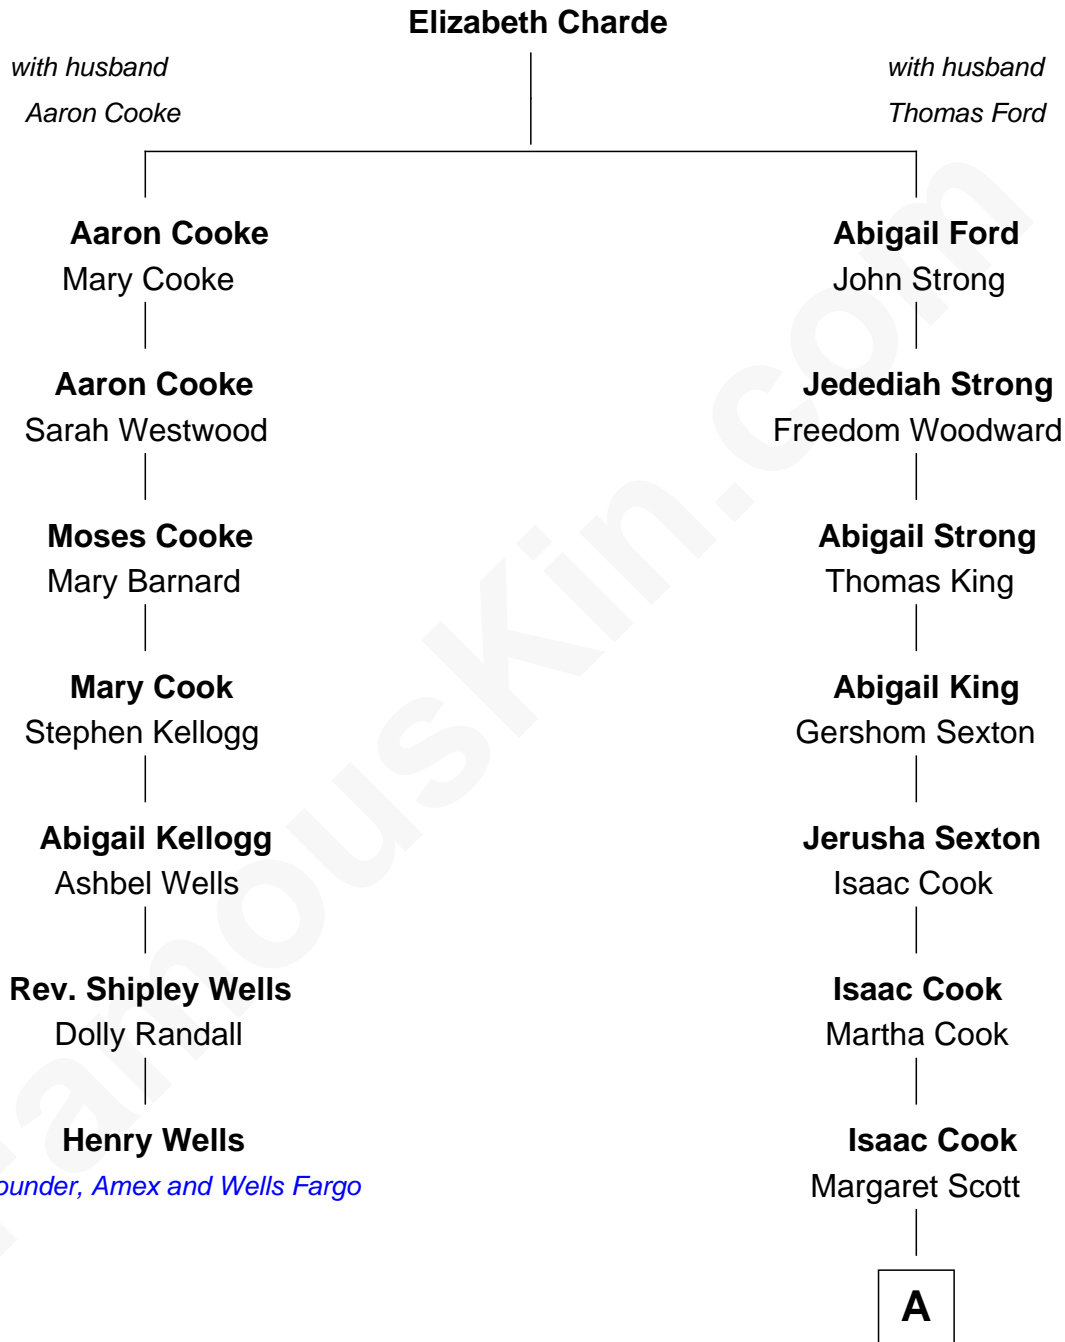 Elizabeth Charde
with husband
Aaron Cooke
with husband
Thomas Ford
Aaron Cooke
Mary Cooke
Aaron Cooke
Sarah Westwood
Moses Cooke
Mary Barnard
Mary Cook
Stephen Kellogg
Abigail Kellogg
Ashbel Wells
Rev. Shipley Wells
Dolly Randall
Henry Wells
ounder, Amex and Wells Fargo
Abigail Ford
John Strong
Jedediah Strong
Freedom Woodward
Abigail Strong
Thomas King
Abigail King
Gershom Sexton
Jerusha Sexton
Isaac Cook
Isaac Cook
Martha Cook
Isaac Cook
Margaret Scott
A
FamousKin.com